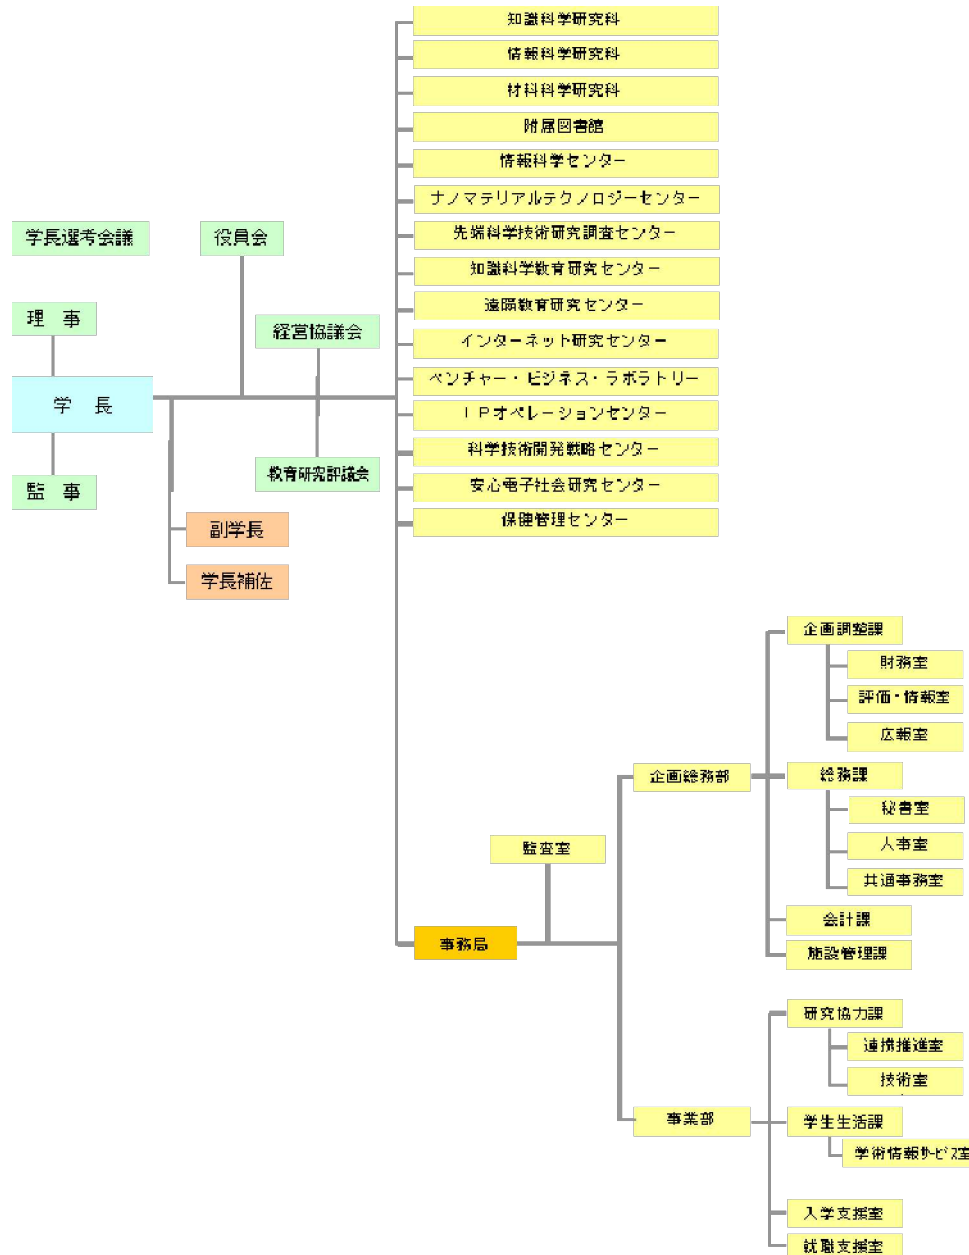 知識科学研究科
情報科学研究科
材料科学研究科
附属図書館
情報科学センター
ナノマテリアルテクノロジーセンター
先端科学技術研究調査センター
知識科学教育研究センター
遠隔教育研究センター
インターネット研究センター
ベンチャー・ビジネス・ラボラトリー
IPオペレーションセンター
科学技術開発戦略センター
安心電子社会研究センター
保健管理センター
学長選考会議
役員会
理 事
経営協議会
学 長
教育研究評議会
監 事
副学長
学長補佐
企画調整課
財務室
評価・情報室
広報室
企画総務部
総務課
秘書室
人事室
共通事務室
監査室
会計課
事務局
施設管理課
研究協力課
連携推進室
技術室
事業部
学生生活課
学術情報サービス室
入学支援室
就職支援室